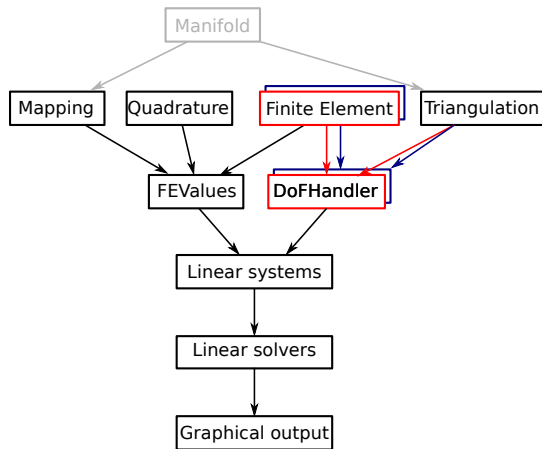 Manifold
Mapping
Quadrature
Finite Element
Triangulation
FEValues
DoFHandler
Linear systems
Linear solvers
Graphical output